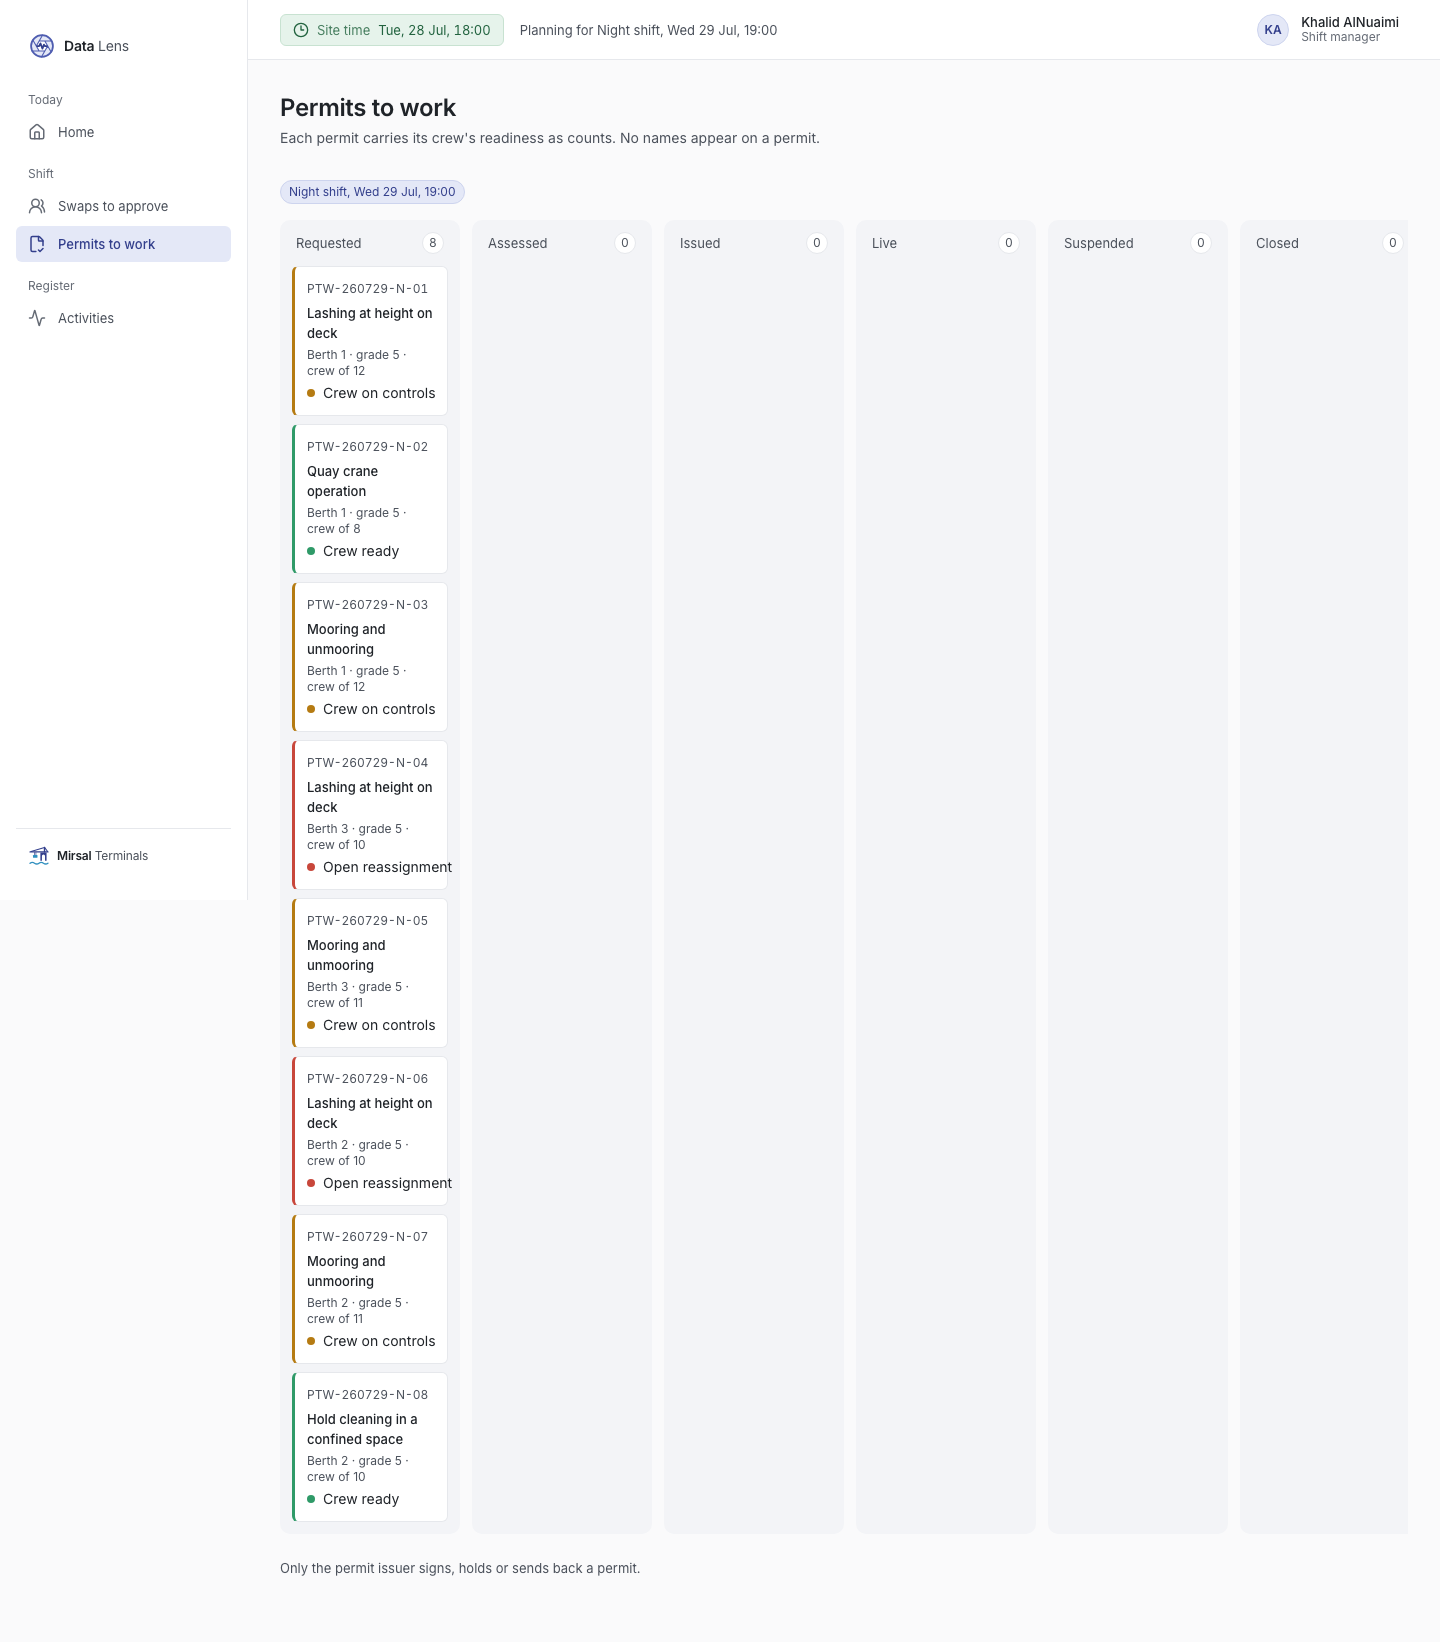 Data Lens
Today
Home
Shift
Swaps to approve
Permits to work
Register
Activities
Mirsal Terminals
Site time Tue, 28 Jul, 18:00
Planning for Night shift, Wed 29 Jul, 19:00
KA
Khalid AlNuaimi
Shift manager
Permits to work
Each permit carries its crew's readiness as counts. No names appear on a permit.
Night shift, Wed 29 Jul, 19:00
Requested 8
Assessed 0
Issued 0
Live 0
Suspended 0
Closed 0
PTW-260729-N-01
Lashing at height on
deck
Berth 1 · grade 5 ·
crew of 12
Crew on controls
PTW-260729-N-02
Quay crane
operation
Berth 1 · grade 5 ·
crew of 8
Crew ready
PTW-260729-N-03
Mooring and
unmooring
Berth 1 · grade 5 ·
crew of 12
Crew on controls
PTW-260729-N-04
Lashing at height on
deck
Berth 3 · grade 5 ·
crew of 10
Open reassignment
PTW-260729-N-05
Mooring and
unmooring
Berth 3 · grade 5 ·
crew of 11
Crew on controls
PTW-260729-N-06
Lashing at height on
deck
Berth 2 · grade 5 ·
crew of 10
Open reassignment
PTW-260729-N-07
Mooring and
unmooring
Berth 2 · grade 5 ·
crew of 11
Crew on controls
PTW-260729-N-08
Hold cleaning in a
confined space
Berth 2 · grade 5 ·
crew of 10
Crew ready
Only the permit issuer signs, holds or sends back a permit.